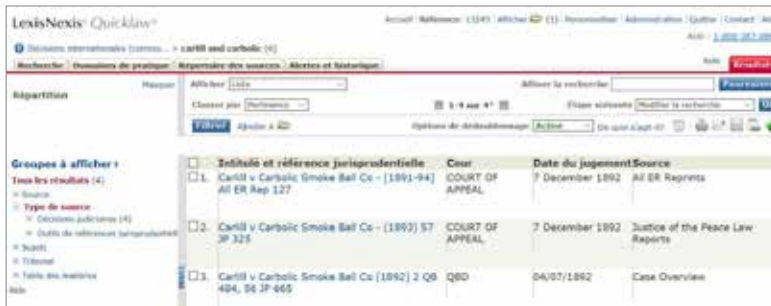 LexisNexis® Quicklaw®
Accueil Référence: 13245 Afficher (1) Personnaliser Administration Quitter Contact
Aide
Décisions internationales > carlill and carbolic (4)
Recherche Domaines de pratique Répertoire des sources Alertes et historique
Aide Résultats
Répartition Masquer
Afficher Liste Affiner la recherche Poursuivre
Classer par Pertinence 1-4 sur 4 Étape suivante Modifier la recherche
Filtrer Ajouter à Options de dédoublonnage Activé De quoi s'agit-il?
Groupes à afficher
Tous les résultats (4)
Source
Type de source
Décisions judiciaires (4)
Outils de références jurisprudentiel
Sujets
Tribunal
Table des matières
Aide
Intitulé et référence jurisprudentielle Cour Date du jugement Source
1. Carlill v Carbolic Smoke Ball Co - [1891-94] All ER Rep 127 COURT OF APPEAL 7 December 1892 All ER Reprints
2. Carlill v Carbolic Smoke Ball Co - (1893) 57 JP 325 COURT OF APPEAL 7 December 1892 Justice of the Peace Law Reports
3. Carlill v Carbolic Smoke Ball Co [1892] 2 QB 484, 56 JP 665 QBD 04/07/1892 Case Overview